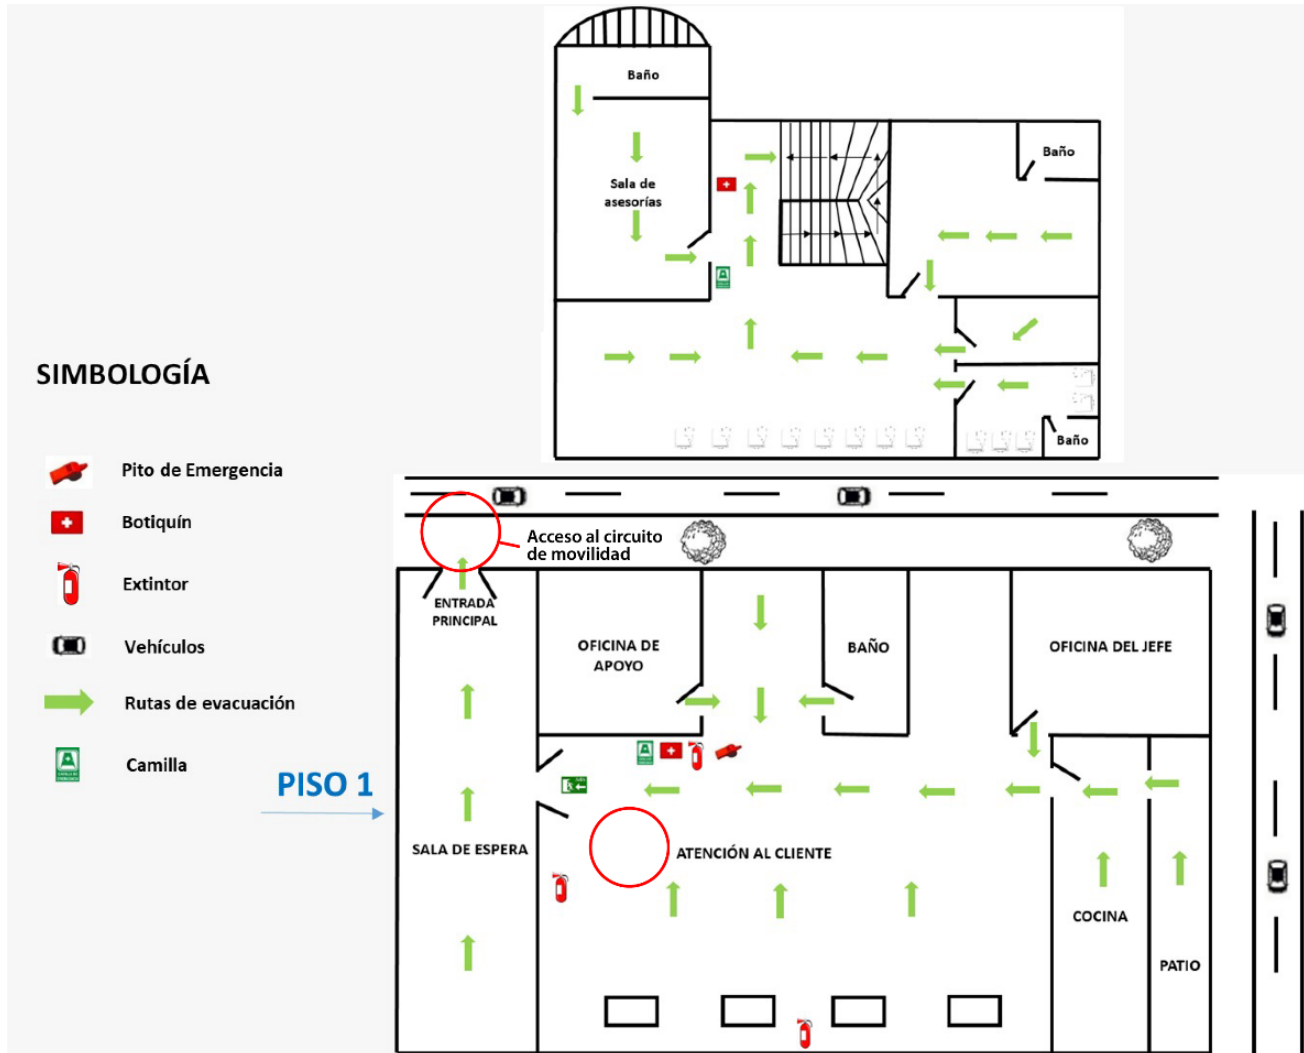 Baño
Sala de
asesorías
Baño
Baño
SIMBOLOGÍA
Pito de Emergencia
Botiquín
Extintor
Vehículos
Rutas de evacuación
Camilla
PISO 1
Acceso al circuito
de movilidad
ENTRADA
PRINCIPAL
OFICINA DE
APOYO
BAÑO
OFICINA DEL JEFE
SALA DE ESPERA
ATENCIÓN AL CLIENTE
COCINA
PATIO